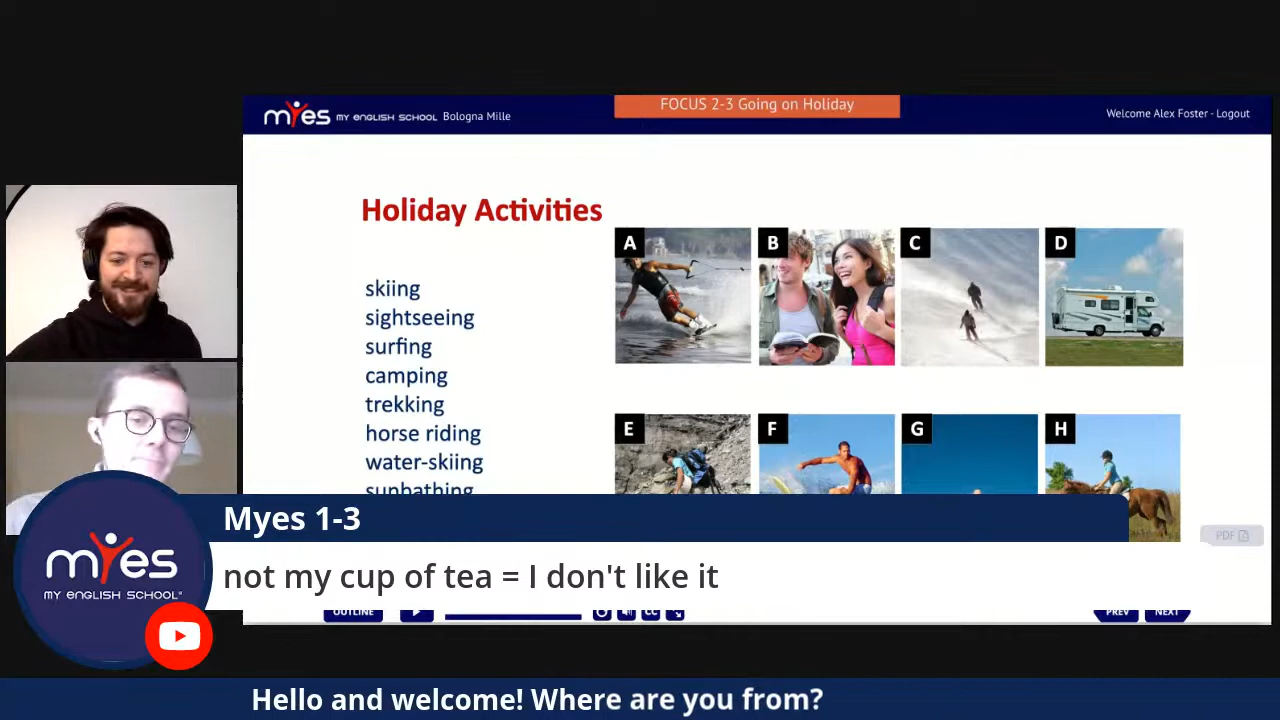 myes MY ENGLISH SCHOOL Bologna Mille
FOCUS 2-3 Going on Holiday
Welcome Alex Foster - Logout
Holiday Activities
A
B
C
D
skiing
sightseeing
surfing
camping
trekking
horse riding
water-skiing
sunbathing
E
F
G
H
PDF
Myes 1-3
not my cup of tea = I don't like it
myes
MY ENGLISH SCHOOL
OUTLINE
CC
PREV
NEXT
Hello and welcome! Where are you from?